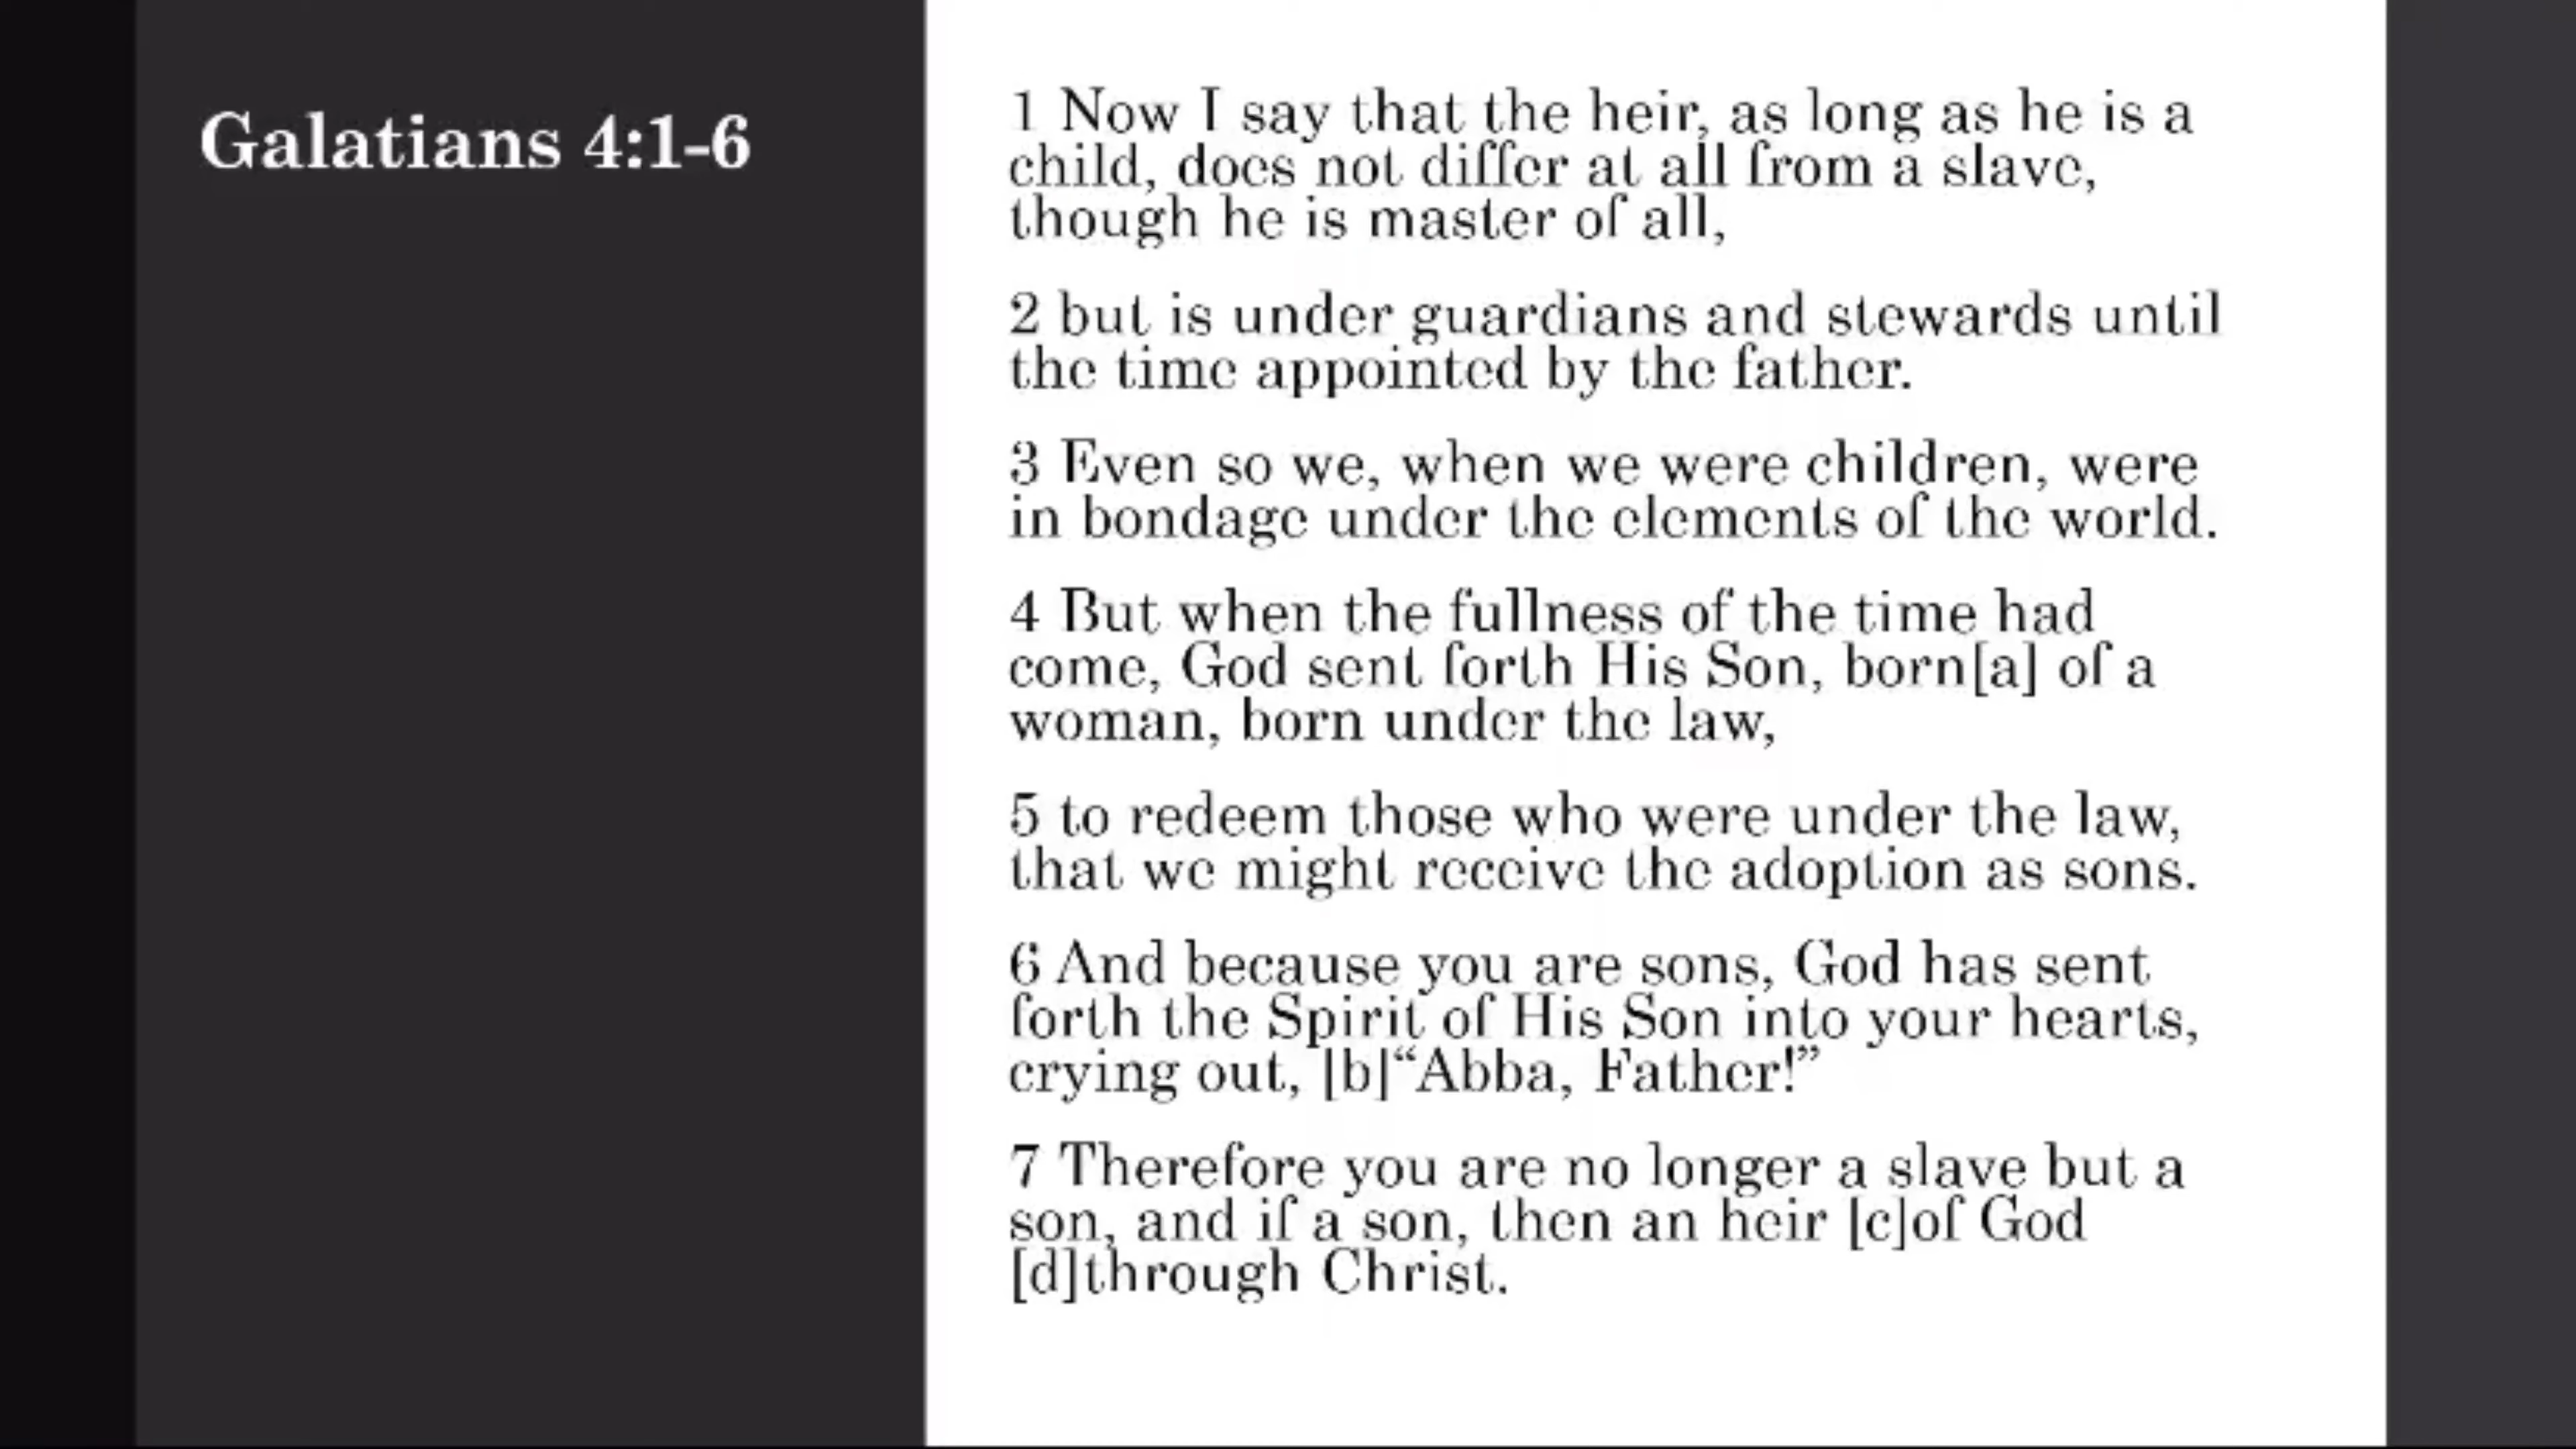 Galatians 4:1-6
1 Now I say that the heir, as long as he is a
child, does not differ at all from a slave,
though he is master of all,
2 but is under guardians and stewards until
the time appointed by the father.
3 Even so we, when we were children, were
in bondage under the elements of the world.
4 But when the fullness of the time had
come, God sent forth His Son, born[a] of a
woman, born under the law,
5 to redeem those who were under the law,
that we might receive the adoption as sons.
6 And because you are sons, God has sent
forth the Spirit of His Son into your hearts,
crying out, [b]“Abba, Father!”
7 Therefore you are no longer a slave but a
son, and if a son, then an heir [c]of God
[d]through Christ.